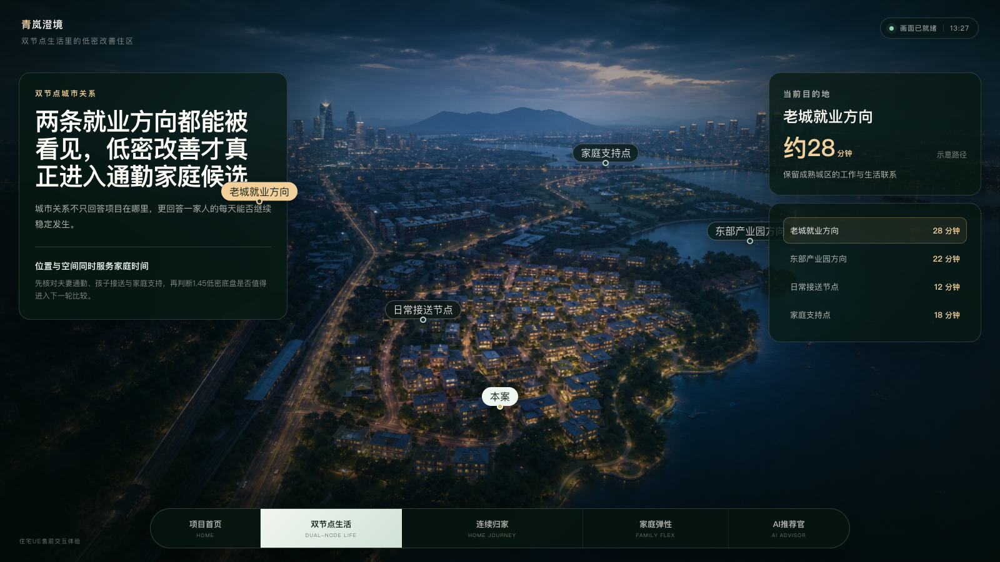 青岚澄境
双节点生活里的低密改善住区
画面已就绪 13:27
双节点城市关系
两条就业方向都能被
看见，低密改善才真
正进入通勤家庭候选
城市关系不只回答项目在哪里，更回答一家人的每天能否继续
稳定发生。
位置与空间同时服务家庭时间
先核对夫妻通勤、孩子接送与家庭支持，再判断1.45低密底盘是否值得
进入下一轮比较。
老城就业方向
家庭支持点
东部产业园方向
日常接送节点
本案
当前目的地
老城就业方向
约28分钟
示意路径
保留成熟城区的工作与生活联系
老城就业方向 28 分钟
东部产业园方向 22 分钟
日常接送节点 12 分钟
家庭支持点 18 分钟
住宅UE售前交互体验
项目首页
HOME
双节点生活
DUAL-NODE LIFE
连续归家
HOME JOURNEY
家庭弹性
FAMILY FLEX
AI推荐官
AI ADVISOR